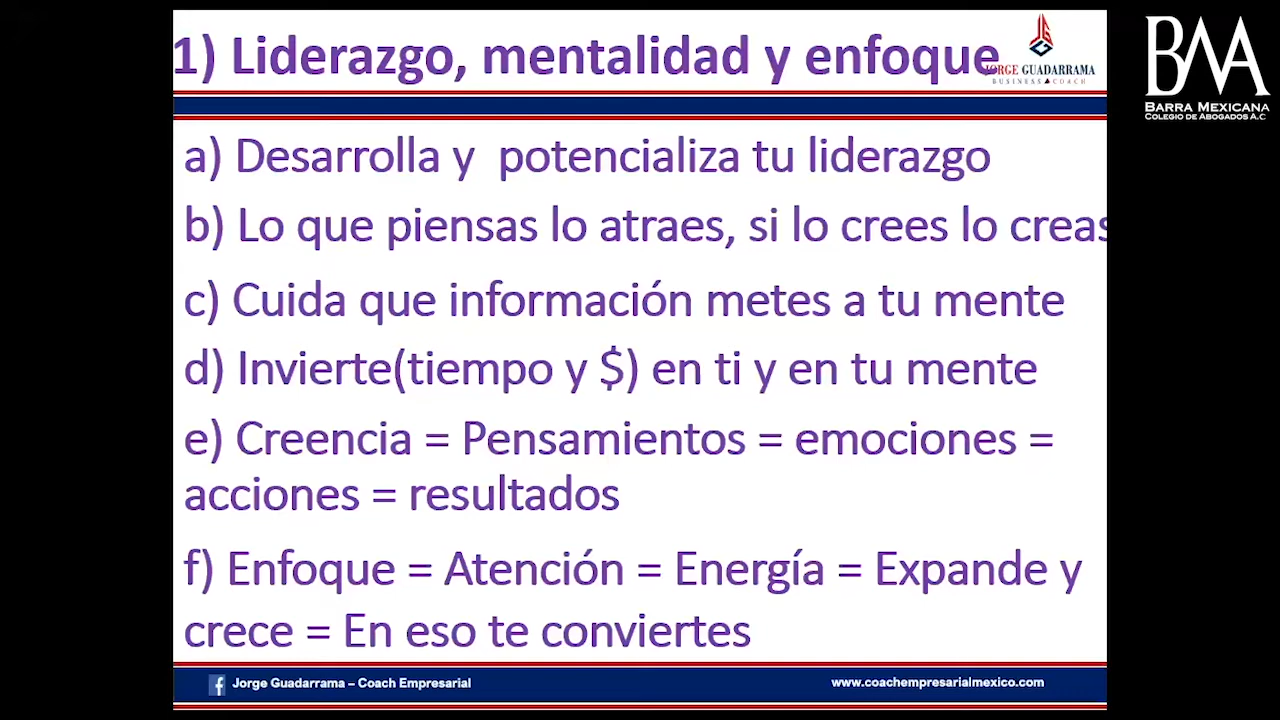 1) Liderazgo, mentalidad y enfoque
JORGE GUADARRAMA
BUSINESS COACH
BMA
BARRA MEXICANA
COLEGIO DE ABOGADOS A.C
a) Desarrolla y  potencializa tu liderazgo
b) Lo que piensas lo atraes, si lo crees lo creas
c) Cuida que información metes a tu mente
d) Invierte(tiempo y $) en ti y en tu mente
e) Creencia = Pensamientos = emociones =
acciones = resultados
f) Enfoque = Atención = Energía = Expande y
crece = En eso te conviertes
f Jorge Guadarrama – Coach Empresarial
www.coachempresarialmexico.com